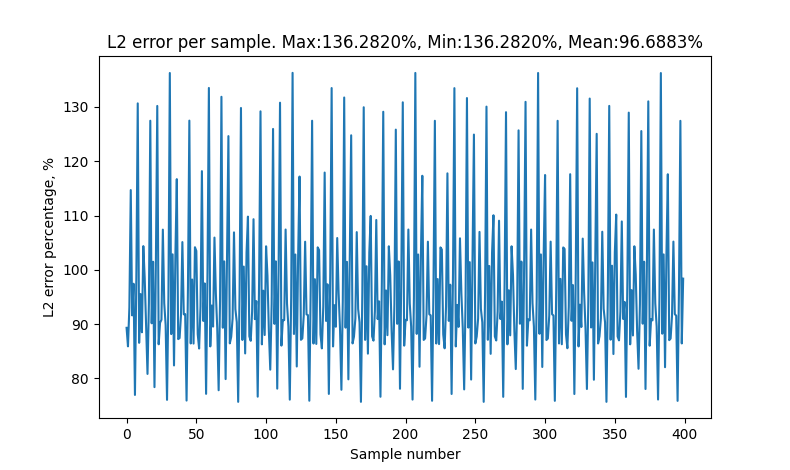 L2 error per sample. Max:136.2820%, Min:136.2820%, Mean:96.6883%
L2 error percentage, %
130
120
110
100
90
80
0 50 100 150 200 250 300 350 400
Sample number